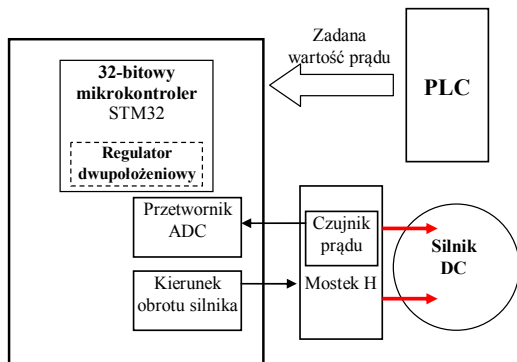 Zadana
wartość prądu
PLC
32-bitowy
mikrokontroler
STM32
Regulator
dwupołożeniowy
Przetwornik
ADC
Czujnik
prądu
Mostek H
Silnik
DC
Kierunek
obrotu silnika